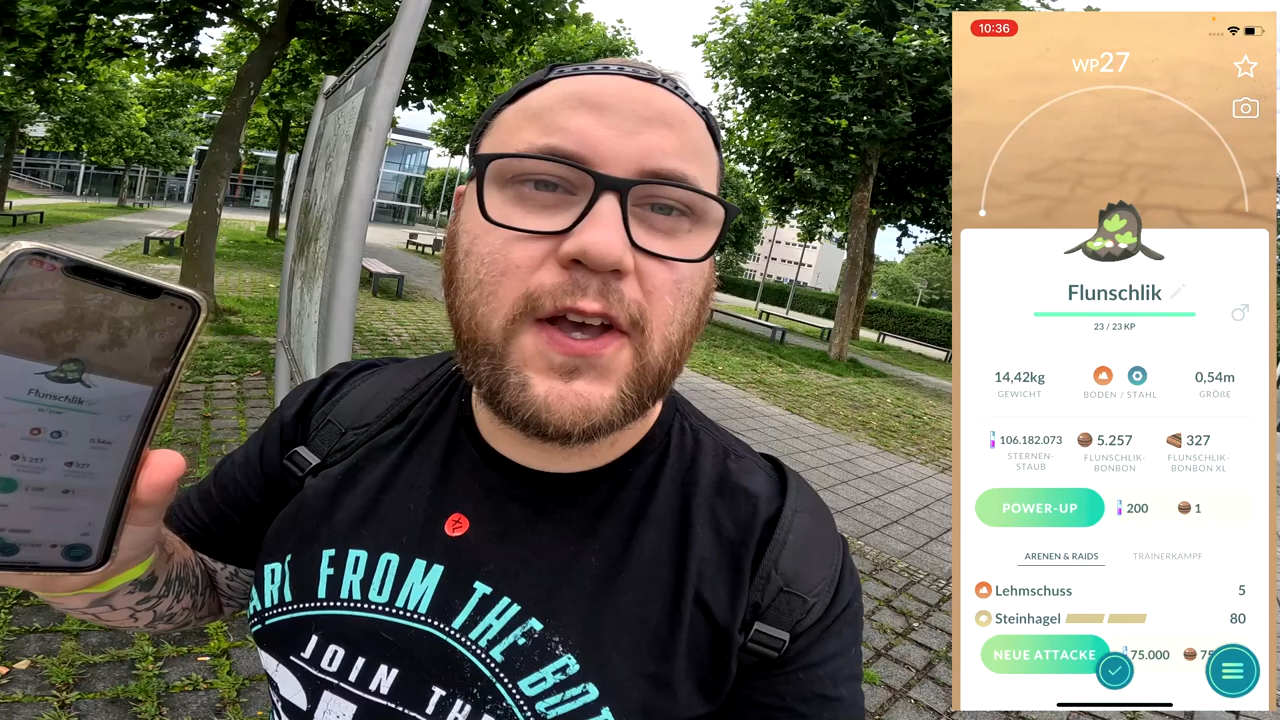 10:36
WP27
Flunschlik
23 / 23 KP
14,42kg
GEWICHT
BODEN / STAHL
0,54m
GRÖßE
106.182.073
STERNEN-
STAUB
5.257
FLUNSCHLIK-
BONBON
327
FLUNSCHLIK-
BONBON XL
POWER-UP
200
1
ARENEN & RAIDS
TRAINERKAMPF
Lehmschuss
5
Steinhagel
80
NEUE ATTACKE
75.000
Flunschlik
XL
FROM THE
JOIN THE